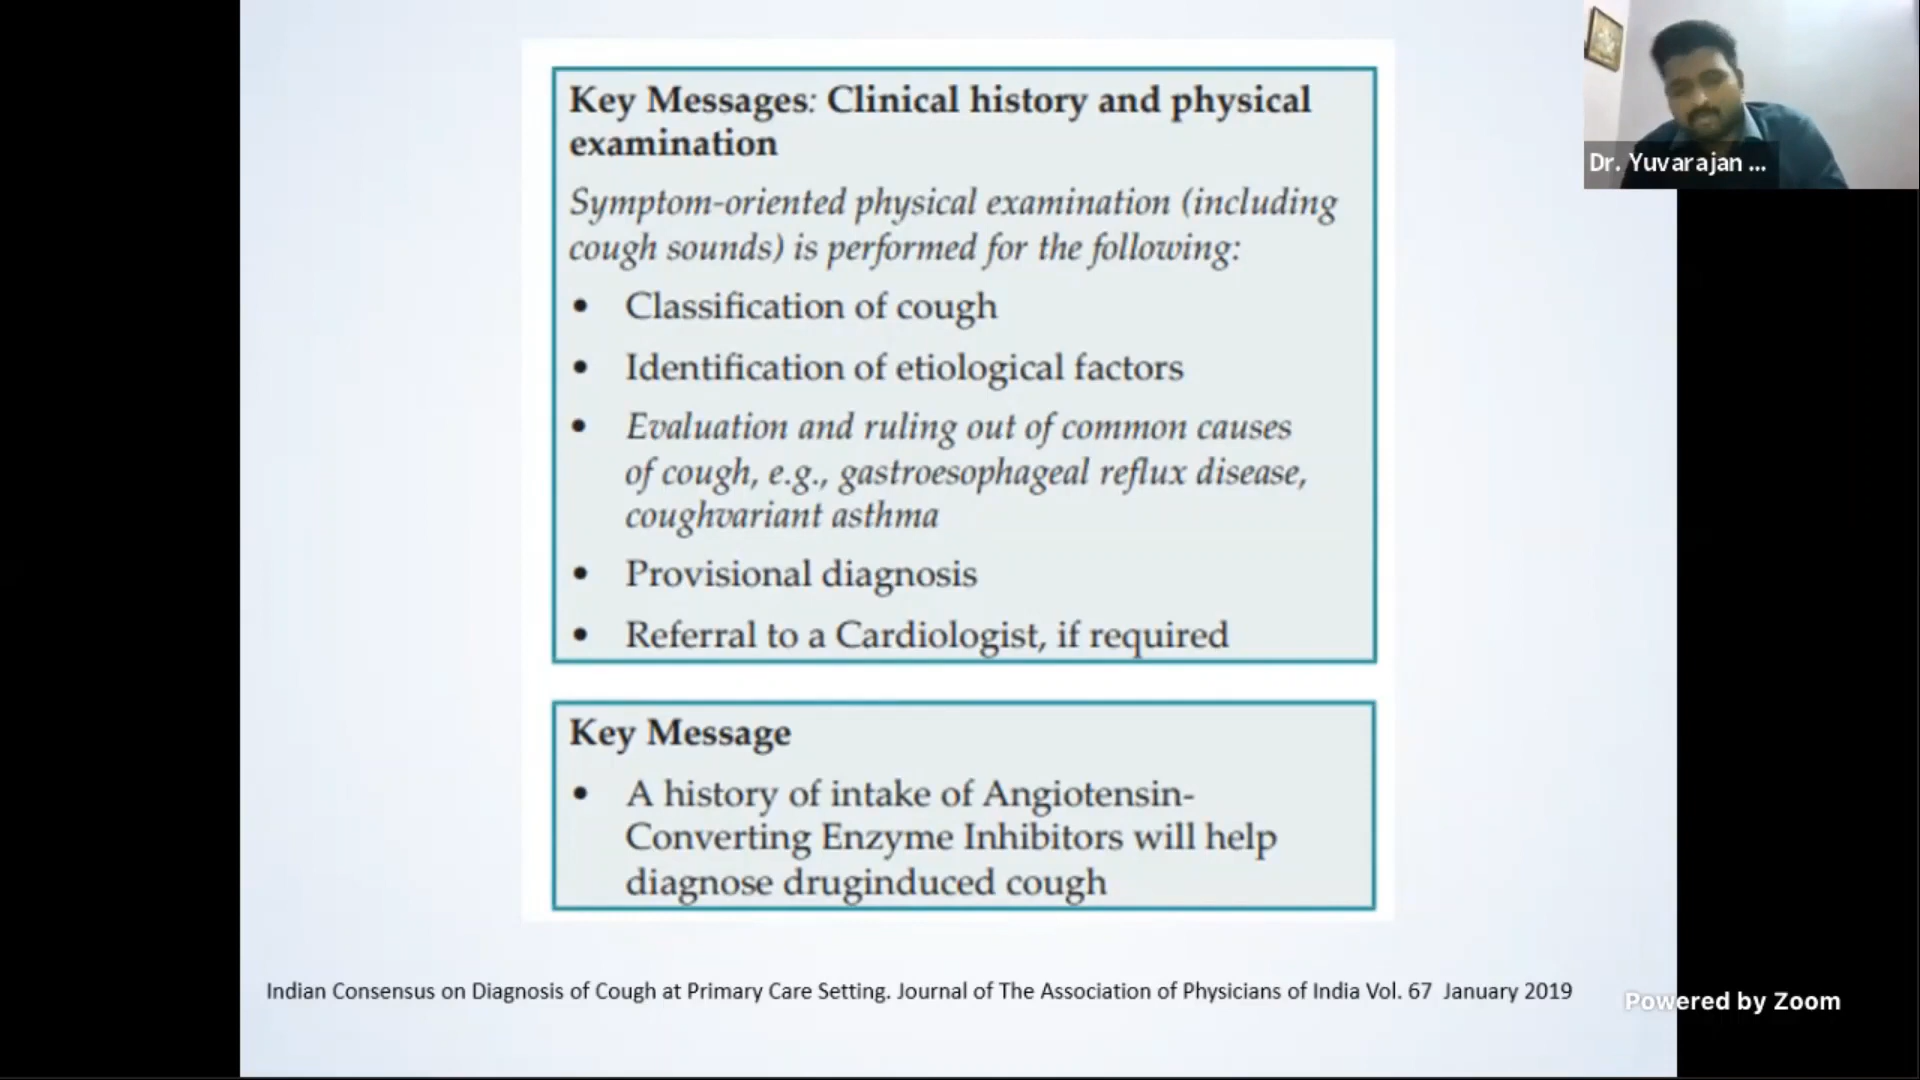 Key Messages: Clinical history and physical
examination
Symptom-oriented physical examination (including
cough sounds) is performed for the following:
• Classification of cough
• Identification of etiological factors
• Evaluation and ruling out of common causes
of cough, e.g., gastroesophageal reflux disease,
coughvariant asthma
• Provisional diagnosis
• Referral to a Cardiologist, if required
Key Message
• A history of intake of Angiotensin-
Converting Enzyme Inhibitors will help
diagnose druginduced cough
Indian Consensus on Diagnosis of Cough at Primary Care Setting. Journal of The Association of Physicians of India Vol. 67 January 2019
Dr. Yuvarajan ...
Powered by Zoom